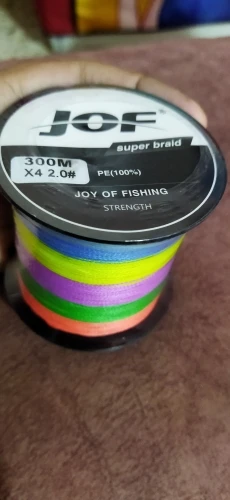 JOF®
super braid
300M
X4 2.0#
PE(100%)
JOY OF FISHING
STRENGTH